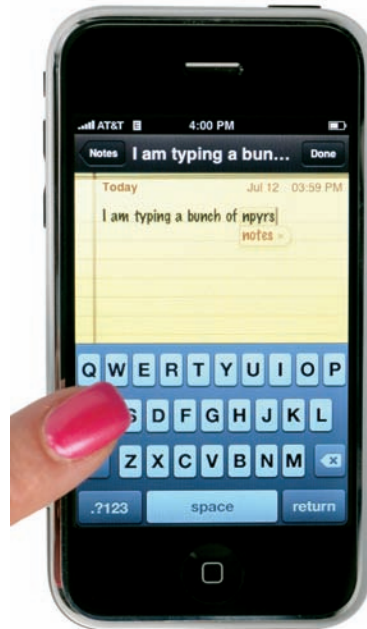 AT&T E 4:00 PM
Notes I am typing a bun... Done
Today Jul 12 03:59 PM
I am typing a bunch of npyrs
notes ×
Q W E R T Y U I O P
S D F G H J K L
Z X C V B N M
.?123 space return